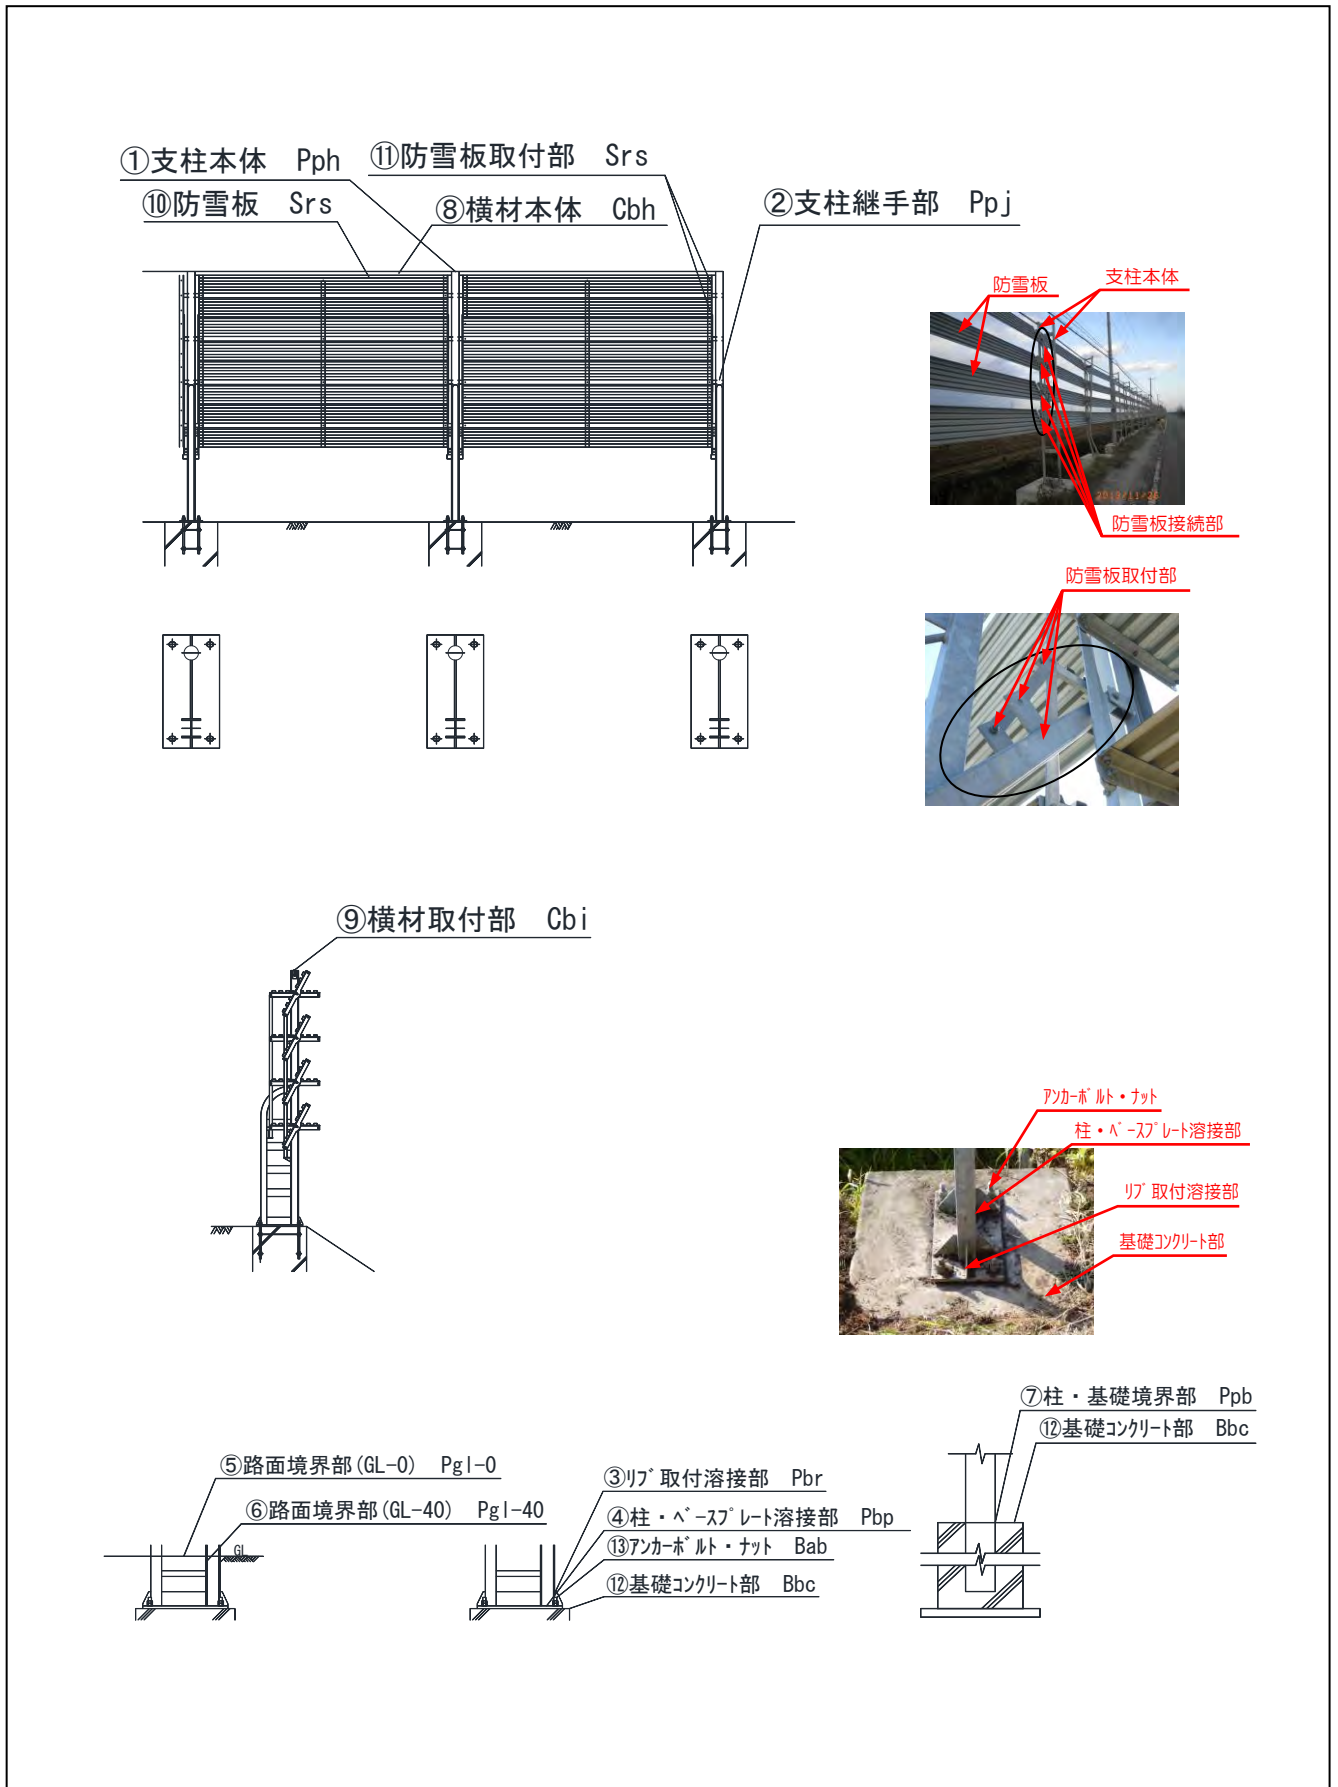 ①支柱本体 Pph
⑪防雪板取付部 Srs
⑩防雪板 Srs
⑧横材本体 Cbh
②支柱継手部 Ppj
防雪板
支柱本体
2013/11/26
防雪板接続部
防雪板取付部
⑨横材取付部 Cbi
アンカーボルト・ナット
柱・ベースプレート溶接部
リブ取付溶接部
基礎コンクリート部
⑦柱・基礎境界部 Ppb
⑫基礎コンクリート部 Bbc
⑤路面境界部(GL-0) Pgl-0
⑥路面境界部(GL-40) Pgl-40
GL
③リブ取付溶接部 Pbr
④柱・ベースプレート溶接部 Pbp
⑬アンカーボルト・ナット Bab
⑫基礎コンクリート部 Bbc